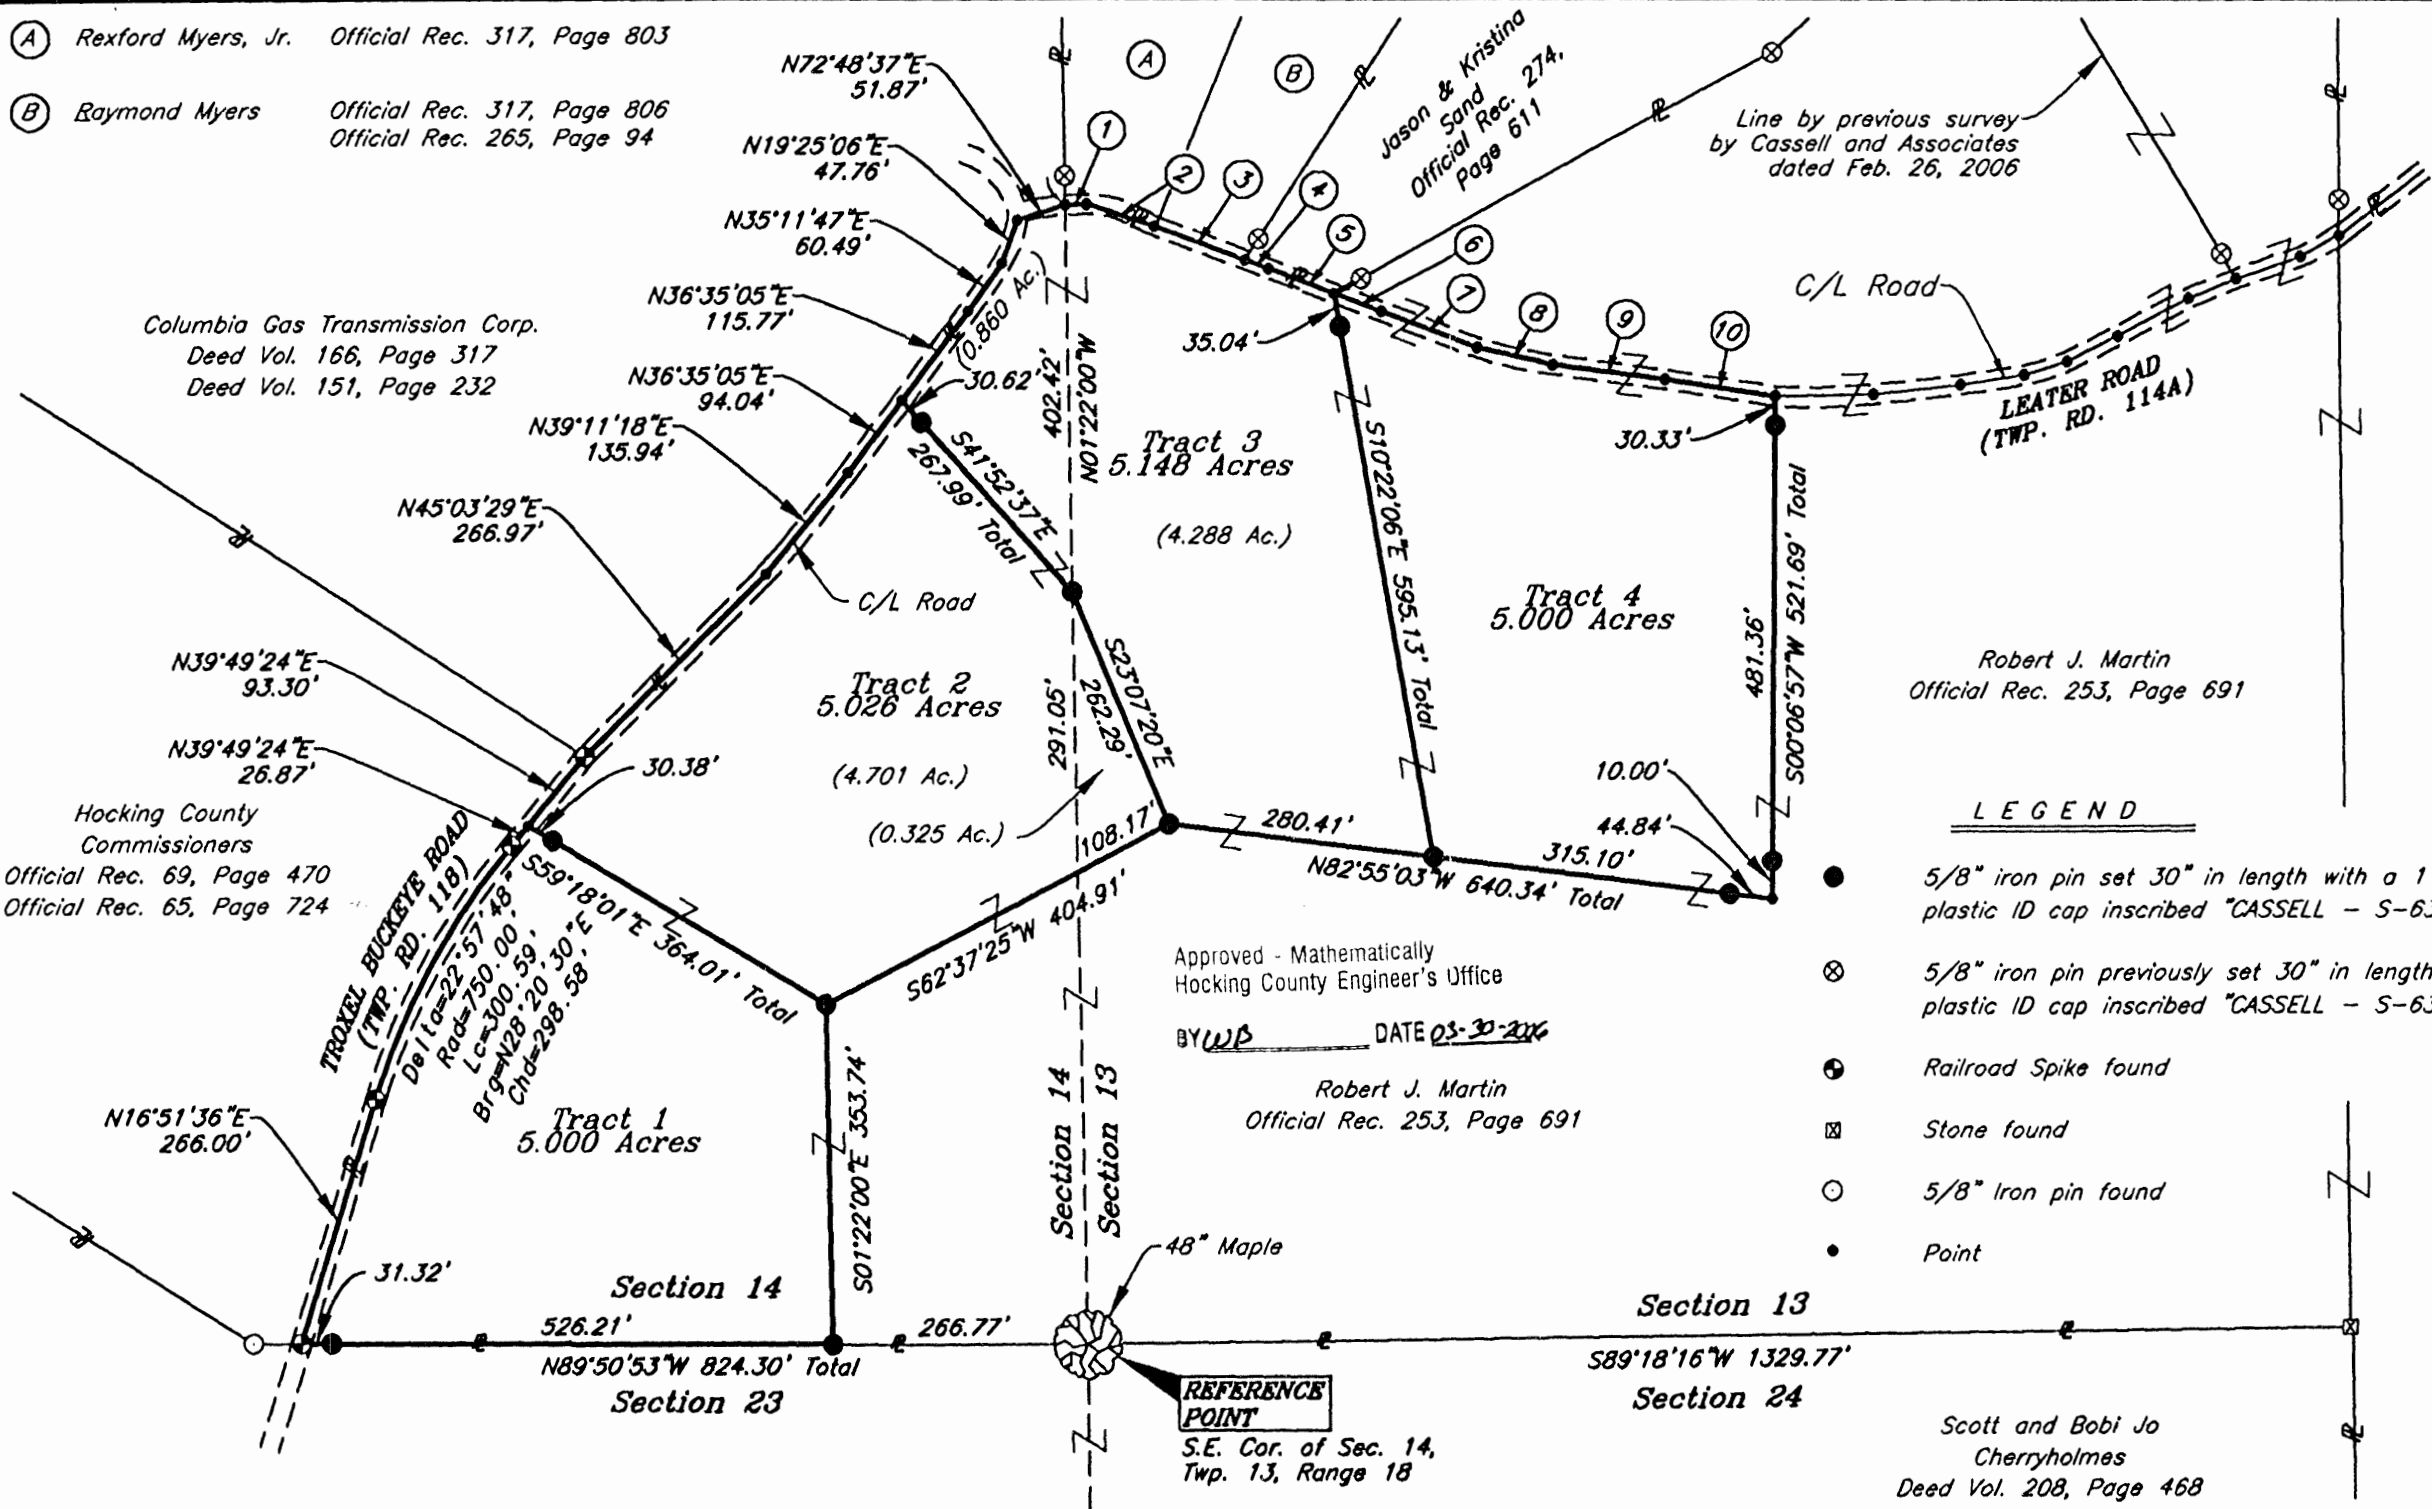 A Rexford Myers, Jr. Official Rec. 317, Page 803
B Raymond Myers Official Rec. 317, Page 806
Official Rec. 265, Page 94
N72°48'37"E
51.87'
N19°25'06"E
47.76'
N35°11'47"E
60.49'
N36°35'05"E
115.77'
N36°35'05"E
94.04'
N39°11'18"E
135.94'
N45°03'29"E
266.97'
N39°49'24"E
93.30'
N39°49'24"E
26.87'
N16°51'36"E
266.00'
Columbia Gas Transmission Corp.
Deed Vol. 166, Page 317
Deed Vol. 151, Page 232
Hocking County
Commissioners
Official Rec. 69, Page 470
Official Rec. 65, Page 724
A
B
1
2
3
4
5
6
7
8
9
10
Jason & Kristina
Sand
Official Rec. 274,
Page 611
Line by previous survey
by Cassell and Associates
dated Feb. 26, 2006
C/L Road
LEATER ROAD
(TWP. RD. 114A)
(0.860 Ac.)
30.62'
402.42'
N01°22'00"W
35.04'
30.33'
Tract 3
5.148 Acres
(4.288 Ac.)
S41°52'37"E
267.99' Total
S10°22'06"E 595.13' Total
Tract 4
5.000 Acres
481.36'
S00°06'57"W 521.69' Total
Robert J. Martin
Official Rec. 253, Page 691
C/L Road
Tract 2
5.026 Acres
(4.701 Ac.)
291.05'
S23°07'20"E
262.29'
(0.325 Ac.)
30.38'
108.17'
280.41'
10.00'
44.84'
315.10'
N82°55'03"W 640.34' Total
S59°18'01"E 364.01' Total
S62°37'25"W 404.91'
TROXEL BUCKEYE ROAD
(TWP. RD. 118)
Delta=22°57'48"
Rad=750.00'
Lc=300.59'
Brg=N28°20'30"E
Chd=298.58'
Tract 1
5.000 Acres
S01°22'00"E 353.74'
Approved - Mathematically
Hocking County Engineer's Office
BY WB DATE 03-30-2006
Robert J. Martin
Official Rec. 253, Page 691
Section 14
Section 13
48" Maple
31.32'
Section 14
526.21'
266.77'
N89°50'53"W 824.30' Total
Section 23
Section 13
S89°18'16"W 1329.77'
Section 24
REFERENCE
POINT
S.E. Cor. of Sec. 14,
Twp. 13, Range 18
Scott and Bobi Jo
Cherryholmes
Deed Vol. 208, Page 468
LEGEND
5/8" iron pin set 30" in length with a 1
plastic ID cap inscribed "CASSELL - S-63
5/8" iron pin previously set 30" in length
plastic ID cap inscribed "CASSELL - S-63
Railroad Spike found
Stone found
5/8" Iron pin found
Point